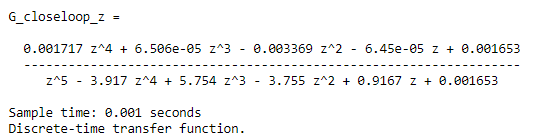 G_closeloop_z =
0.001717 z^4 + 6.506e-05 z^3 - 0.003369 z^2 - 6.45e-05 z + 0.001653
-------------------------------------------------------------------
z^5 - 3.917 z^4 + 5.754 z^3 - 3.755 z^2 + 0.9167 z + 0.001653
Sample time: 0.001 seconds
Discrete-time transfer function.